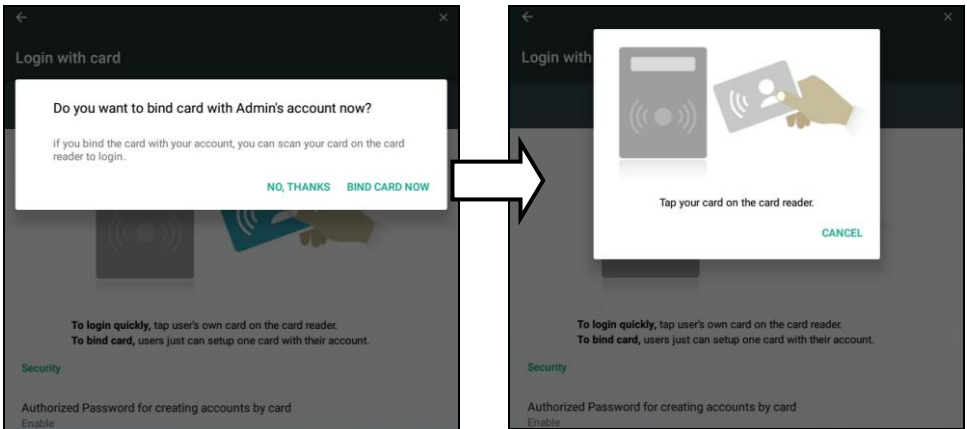 Login with card
Do you want to bind card with Admin's account now?
if you bind the card with your account, you can scan your card on the card
reader to login.
NO, THANKS BIND CARD NOW
To login quickly, tap user's own card on the card reader.
To bind card, users just can setup one card with their account.
Security
Authorized Password for creating accounts by card
Enable
Login with
Tap your card on the card reader.
CANCEL
To login quickly, tap user's own card on the card reader.
To bind card, users just can setup one card with their account.
Security
Authorized Password for creating accounts by card
Enable